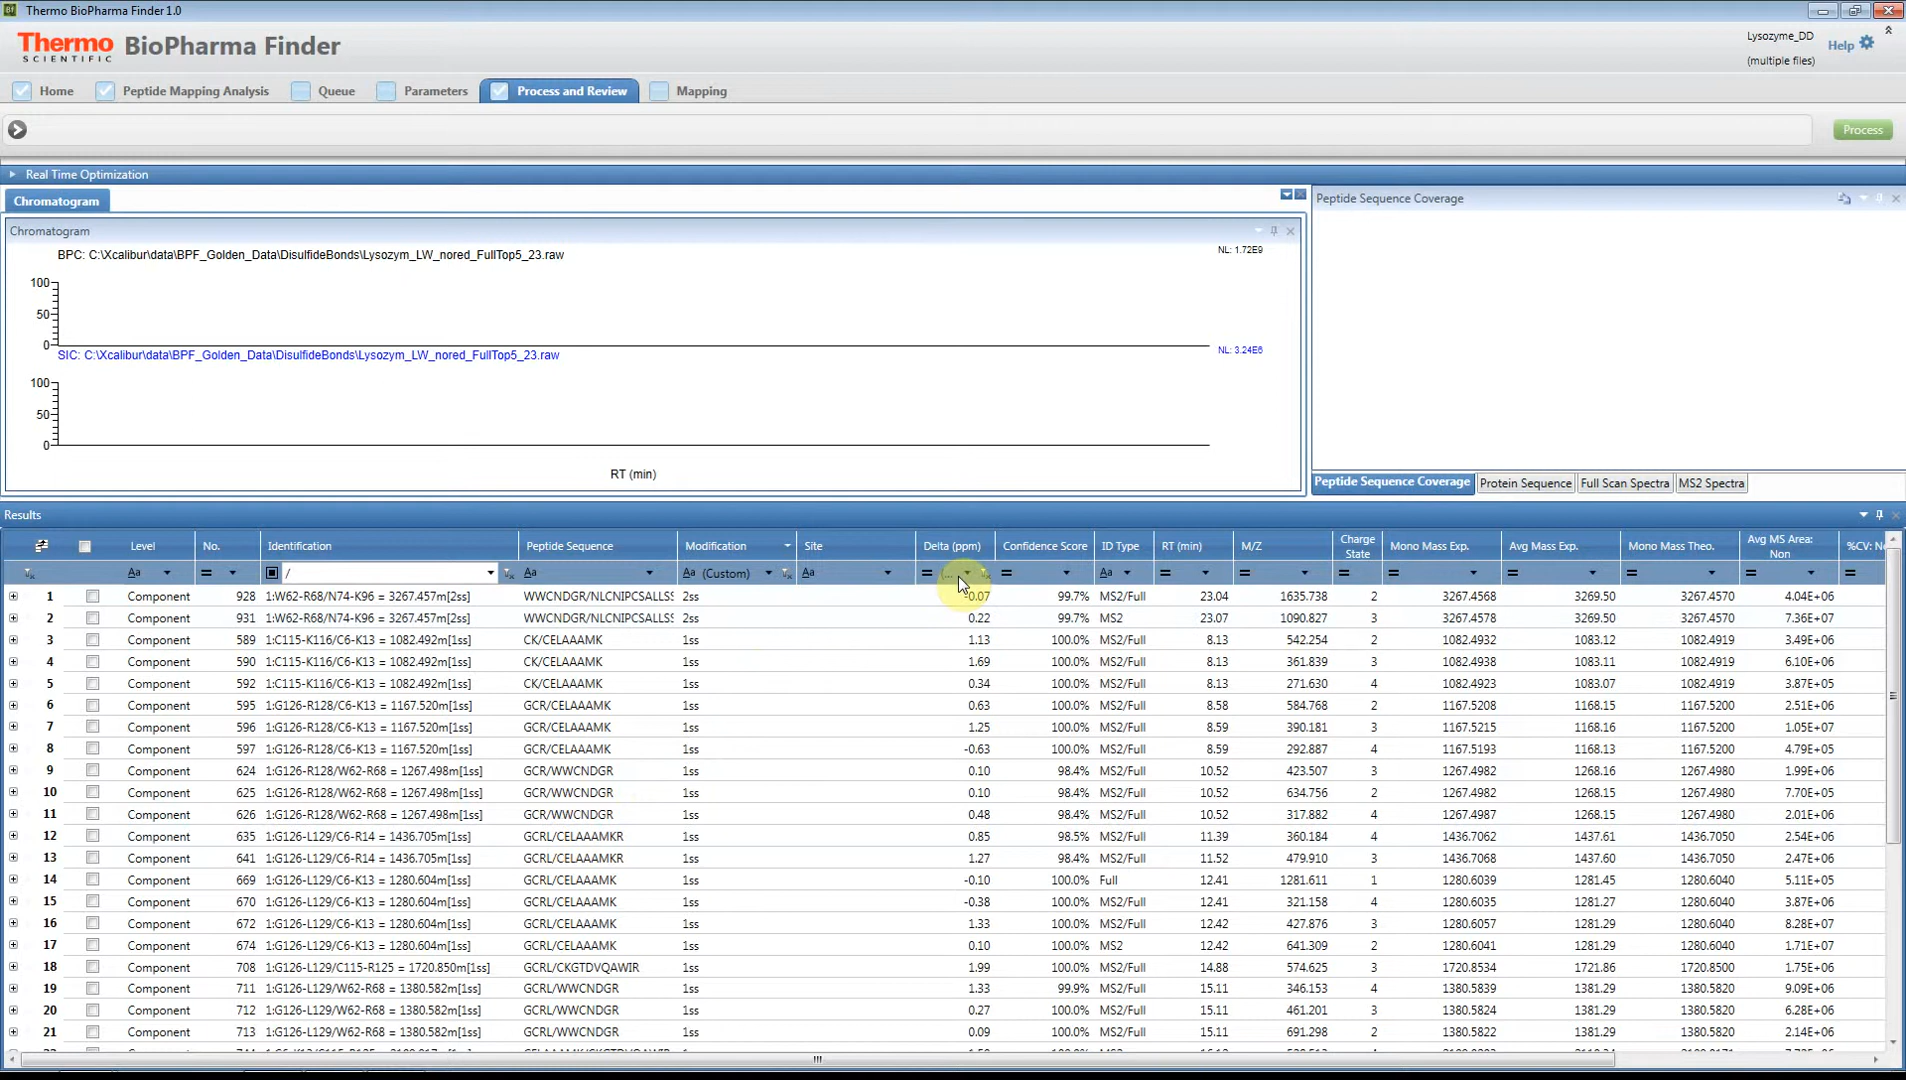 Thermo BioPharma Finder 1.0
Thermo SCIENTIFIC BioPharma Finder
Lysozyme_DD
(multiple files)
Help
Home Peptide Mapping Analysis Queue Parameters Process and Review Mapping
Process
Real Time Optimization
Chromatogram
Peptide Sequence Coverage
Chromatogram
BPC: C:\Xcalibur\data\BPF_Golden_Data\DisulfideBonds\Lysozym_LW_nored_FullTop5_23.raw
NL: 1.72E9
100
50
0
SIC: C:\Xcalibur\data\BPF_Golden_Data\DisulfideBonds\Lysozym_LW_nored_FullTop5_23.raw
NL: 3.24E6
100
50
0
RT (min)
Peptide Sequence Coverage Protein Sequence Full Scan Spectra MS2 Spectra
Results
Level No. Identification Peptide Sequence Modification Site Delta (ppm) Confidence Score ID Type RT (min) M/Z Charge State Mono Mass Exp. Avg Mass Exp. Mono Mass Theo. Avg MS Area: Non %CV:
Aa = / Aa Aa (Custom) Aa = (... = Aa = = = = = = = =
1 Component 928 1:W62-R68/N74-K96 = 3267.457m[2ss] WWCNDGR/NLCNIPCSALLSS 2ss -0.07 99.7% MS2/Full 23.04 1635.738 2 3267.4568 3269.50 3267.4570 4.04E+06
2 Component 931 1:W62-R68/N74-K96 = 3267.457m[2ss] WWCNDGR/NLCNIPCSALLSS 2ss 0.22 99.7% MS2 23.07 1090.827 3 3267.4578 3269.50 3267.4570 7.36E+07
3 Component 589 1:C115-K116/C6-K13 = 1082.492m[1ss] CK/CELAAAMK 1ss 1.13 100.0% MS2/Full 8.13 542.254 2 1082.4932 1083.12 1082.4919 3.49E+06
4 Component 590 1:C115-K116/C6-K13 = 1082.492m[1ss] CK/CELAAAMK 1ss 1.69 100.0% MS2/Full 8.13 361.839 3 1082.4938 1083.11 1082.4919 6.10E+06
5 Component 592 1:C115-K116/C6-K13 = 1082.492m[1ss] CK/CELAAAMK 1ss 0.34 100.0% MS2/Full 8.13 271.630 4 1082.4923 1083.07 1082.4919 3.87E+05
6 Component 595 1:G126-R128/C6-K13 = 1167.520m[1ss] GCR/CELAAAMK 1ss 0.63 100.0% MS2/Full 8.58 584.768 2 1167.5208 1168.15 1167.5200 2.51E+06
7 Component 596 1:G126-R128/C6-K13 = 1167.520m[1ss] GCR/CELAAAMK 1ss 1.25 100.0% MS2/Full 8.59 390.181 3 1167.5215 1168.16 1167.5200 1.05E+07
8 Component 597 1:G126-R128/C6-K13 = 1167.520m[1ss] GCR/CELAAAMK 1ss -0.63 100.0% MS2/Full 8.59 292.887 4 1167.5193 1168.13 1167.5200 4.79E+05
9 Component 624 1:G126-R128/W62-R68 = 1267.498m[1ss] GCR/WWCNDGR 1ss 0.10 98.4% MS2/Full 10.52 423.507 3 1267.4982 1268.16 1267.4980 1.99E+06
10 Component 625 1:G126-R128/W62-R68 = 1267.498m[1ss] GCR/WWCNDGR 1ss 0.10 98.4% MS2/Full 10.52 634.756 2 1267.4982 1268.15 1267.4980 7.70E+05
11 Component 626 1:G126-R128/W62-R68 = 1267.498m[1ss] GCR/WWCNDGR 1ss 0.48 98.4% MS2/Full 10.52 317.882 4 1267.4987 1268.15 1267.4980 2.01E+06
12 Component 635 1:G126-L129/C6-R14 = 1436.705m[1ss] GCRL/CELAAAMKR 1ss 0.85 98.5% MS2/Full 11.39 360.184 4 1436.7062 1437.61 1436.7050 2.54E+06
13 Component 641 1:G126-L129/C6-R14 = 1436.705m[1ss] GCRL/CELAAAMKR 1ss 1.27 98.4% MS2/Full 11.52 479.910 3 1436.7068 1437.60 1436.7050 2.47E+06
14 Component 669 1:G126-L129/C6-K13 = 1280.604m[1ss] GCRL/CELAAAMK 1ss -0.10 100.0% Full 12.41 1281.611 1 1280.6039 1281.45 1280.6040 5.11E+05
15 Component 670 1:G126-L129/C6-K13 = 1280.604m[1ss] GCRL/CELAAAMK 1ss -0.38 100.0% MS2/Full 12.41 321.158 4 1280.6035 1281.27 1280.6040 3.87E+06
16 Component 672 1:G126-L129/C6-K13 = 1280.604m[1ss] GCRL/CELAAAMK 1ss 1.33 100.0% MS2/Full 12.42 427.876 3 1280.6057 1281.29 1280.6040 8.28E+07
17 Component 674 1:G126-L129/C6-K13 = 1280.604m[1ss] GCRL/CELAAAMK 1ss 0.10 100.0% MS2 12.42 641.309 2 1280.6041 1281.29 1280.6040 1.71E+07
18 Component 708 1:G126-L129/C115-R125 = 1720.850m[1ss] GCRL/CKGTDVQAWIR 1ss 1.99 100.0% MS2/Full 14.88 574.625 3 1720.8534 1721.86 1720.8500 1.75E+06
19 Component 711 1:G126-L129/W62-R68 = 1380.582m[1ss] GCRL/WWCNDGR 1ss 1.33 99.9% MS2/Full 15.11 346.153 4 1380.5839 1381.29 1380.5820 9.09E+06
20 Component 712 1:G126-L129/W62-R68 = 1380.582m[1ss] GCRL/WWCNDGR 1ss 0.27 100.0% MS2/Full 15.11 461.153 3 1380.5824 1381.29 1380.5820 6.28E+06
21 Component 713 1:G126-L129/W62-R68 = 1380.582m[1ss] GCRL/WWCNDGR 1ss 0.09 100.0% MS2/Full 15.11 691.298 2 1380.5822 1381.29 1380.5820 2.14E+06